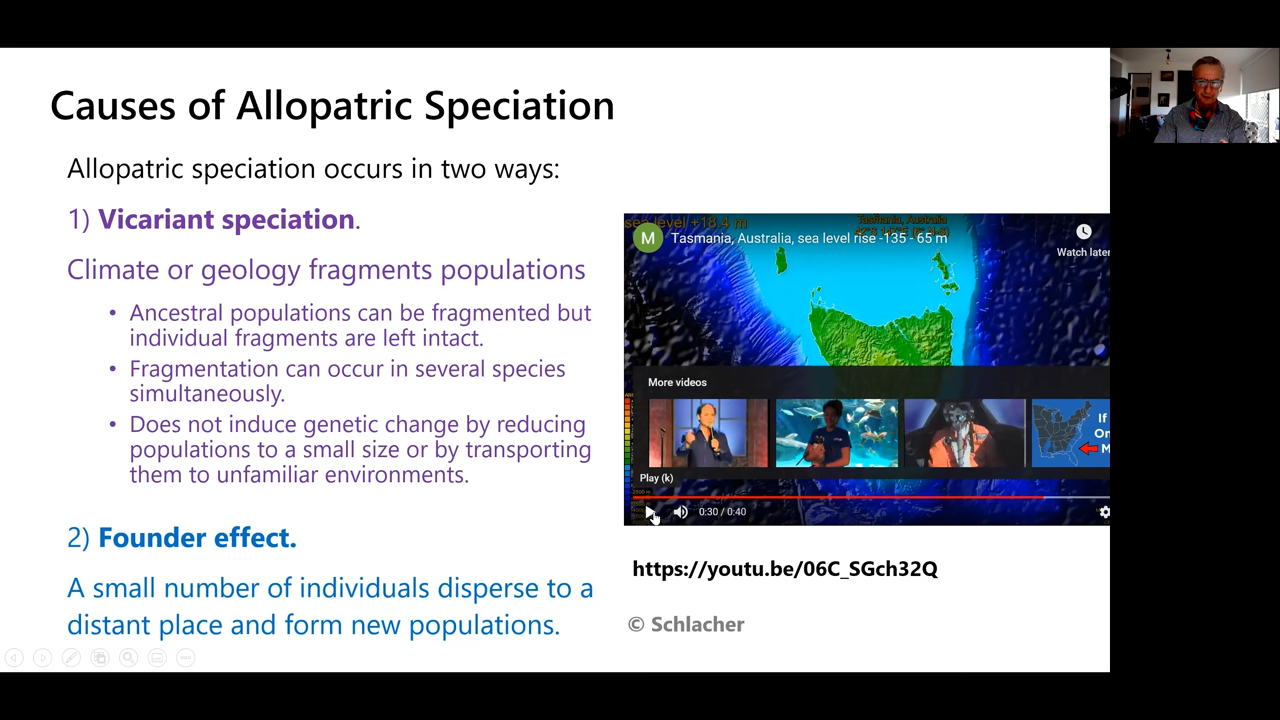 Causes of Allopatric Speciation
Allopatric speciation occurs in two ways:
1) Vicariant speciation.
Climate or geology fragments populations
• Ancestral populations can be fragmented but
individual fragments are left intact.
• Fragmentation can occur in several species
simultaneously.
• Does not induce genetic change by reducing
populations to a small size or by transporting
them to unfamiliar environments.
2) Founder effect.
A small number of individuals disperse to a
distant place and form new populations.
sea level +18.4 m
Tasmania, Australia
M
Tasmania, Australia, sea level rise -135 - 65 m
Watch later
More videos
If
On
M
Play (k)
0:30 / 0:40
https://youtu.be/06C_SGch32Q
© Schlacher